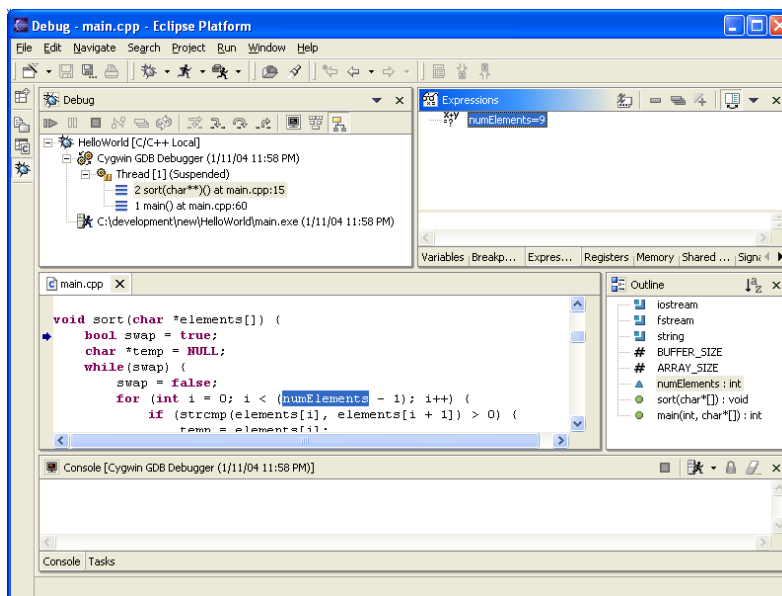 Debug - main.cpp - Eclipse Platform
File Edit Navigate Search Project Run Window Help
Debug
HelloWorld [C/C++ Local]
Cygwin GDB Debugger (1/11/04 11:58 PM)
Thread [1] (Suspended)
2 sort(char**)() at main.cpp:15
1 main() at main.cpp:60
C:\development\new\HelloWorld\main.exe (1/11/04 11:58 PM)
Expressions
x+y
=?
numElements=9
Variables Breakp... Expres... Registers Memory Shared ... Signa
main.cpp
void sort(char *elements[]) {
bool swap = true;
char *temp = NULL;
while(swap) {
swap = false;
for (int i = 0; i < (numElements - 1); i++) {
if (strcmp(elements[i], elements[i + 1]) > 0) {
temp = elements[i];
Outline
iostream
fstream
string
# BUFFER_SIZE
# ARRAY_SIZE
numElements : int
sort(char*[]) : void
main(int, char*[]) : int
Console [Cygwin GDB Debugger (1/11/04 11:58 PM)]
Console Tasks